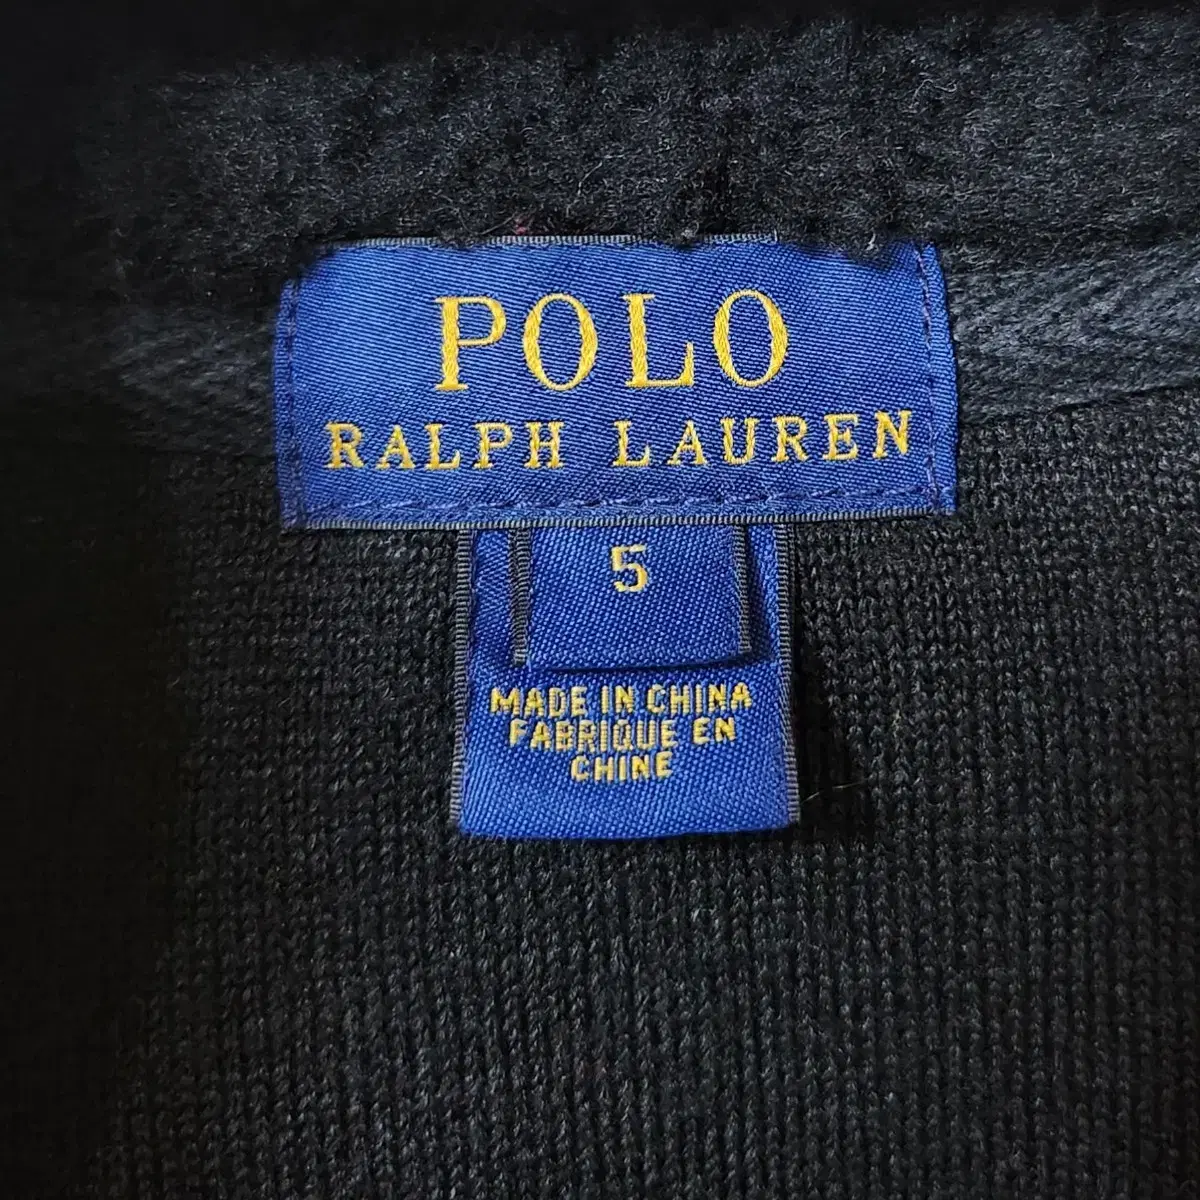 POLO
RALPH LAUREN
5
MADE IN CHINA
FABRIQUE EN
CHINE